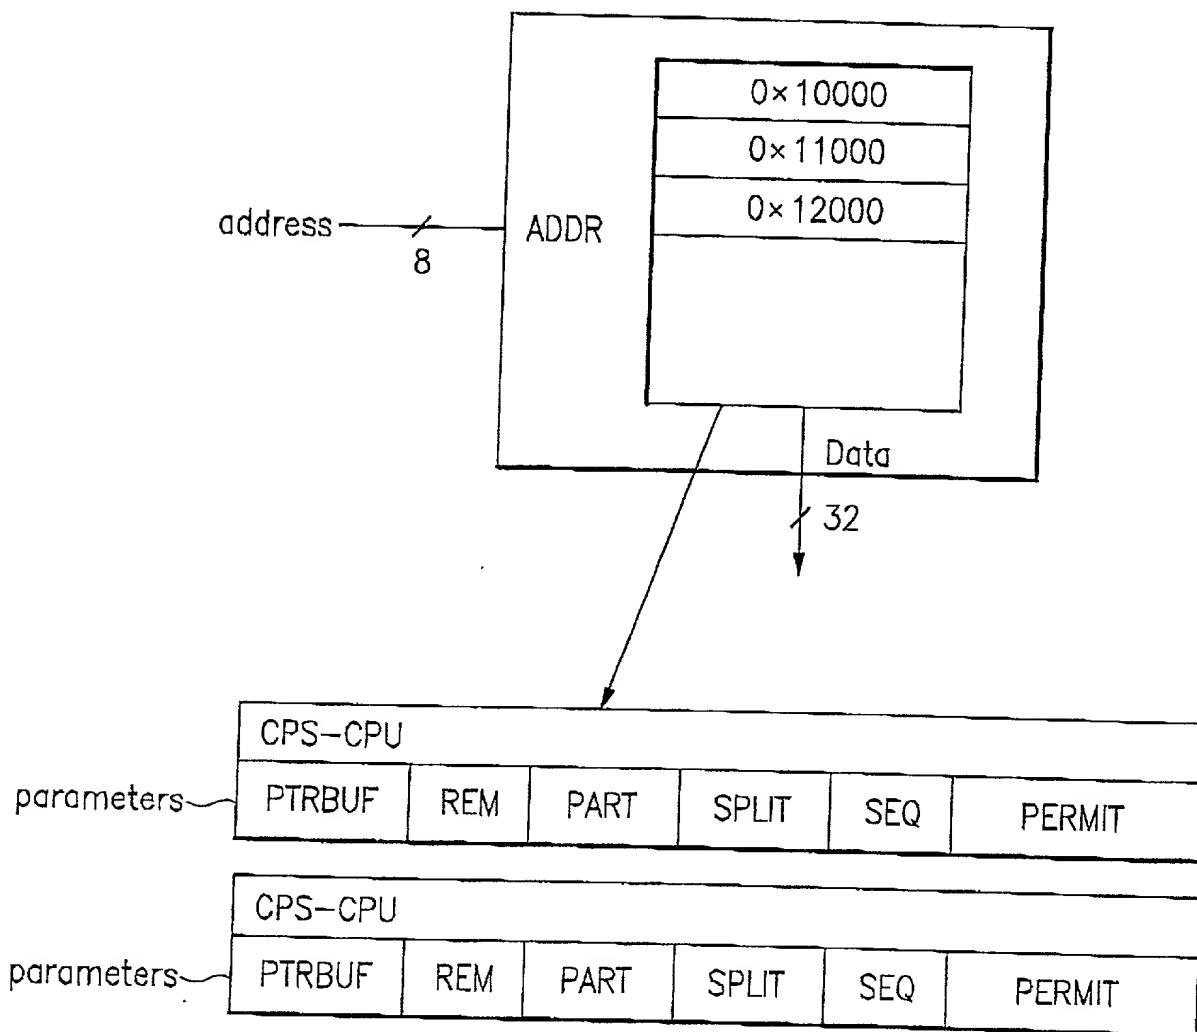 0×10000
0×11000
0×12000
address
8
ADDR
Data
32
CPS-CPU
parameters
PTRBUF REM PART SPLIT SEQ PERMIT
CPS-CPU
parameters
PTRBUF REM PART SPLIT SEQ PERMIT